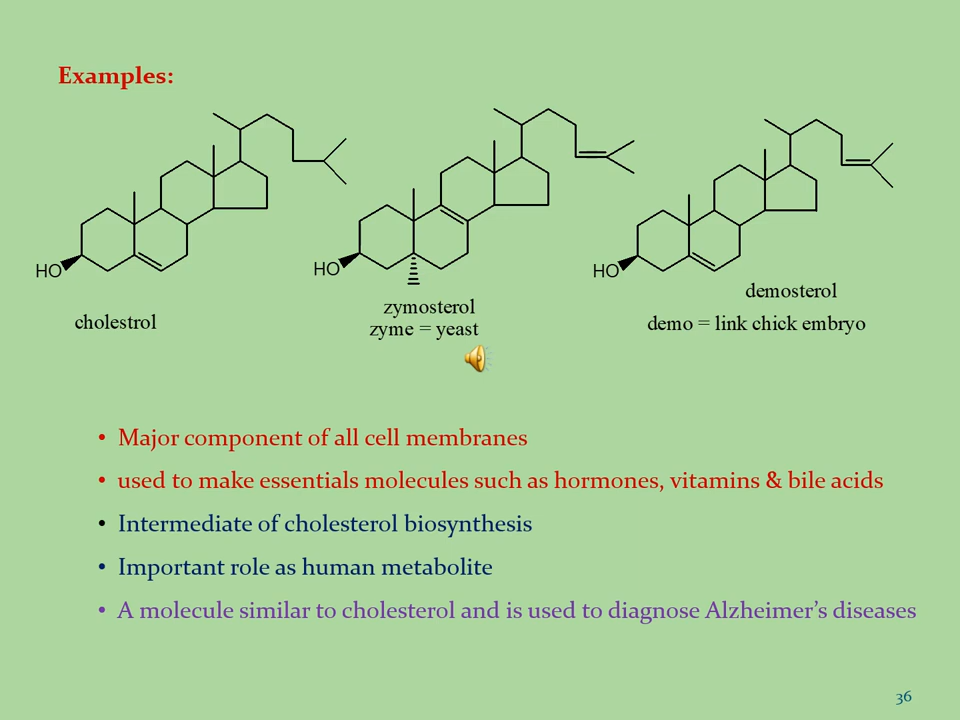 Examples:
HO
HO
HO
cholestrol
zymosterol
zyme = yeast
demosterol
demo = link chick embryo
• Major component of all cell membranes
• used to make essentials molecules such as hormones, vitamins & bile acids
• Intermediate of cholesterol biosynthesis
• Important role as human metabolite
• A molecule similar to cholesterol and is used to diagnose Alzheimer’s diseases
36